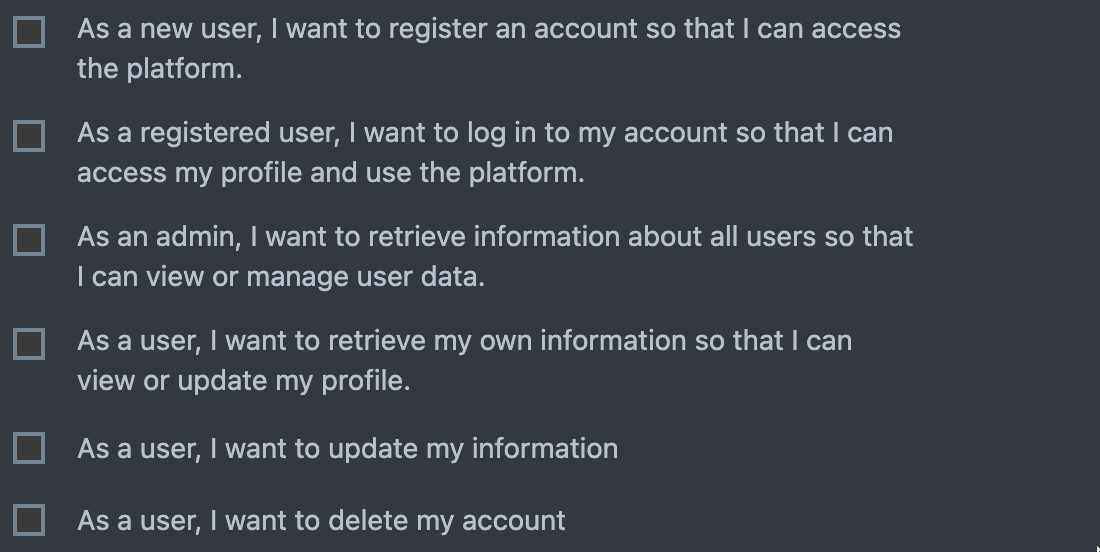 As a new user, I want to register an account so that I can access
the platform.
As a registered user, I want to log in to my account so that I can
access my profile and use the platform.
As an admin, I want to retrieve information about all users so that
I can view or manage user data.
As a user, I want to retrieve my own information so that I can
view or update my profile.
As a user, I want to update my information
As a user, I want to delete my account